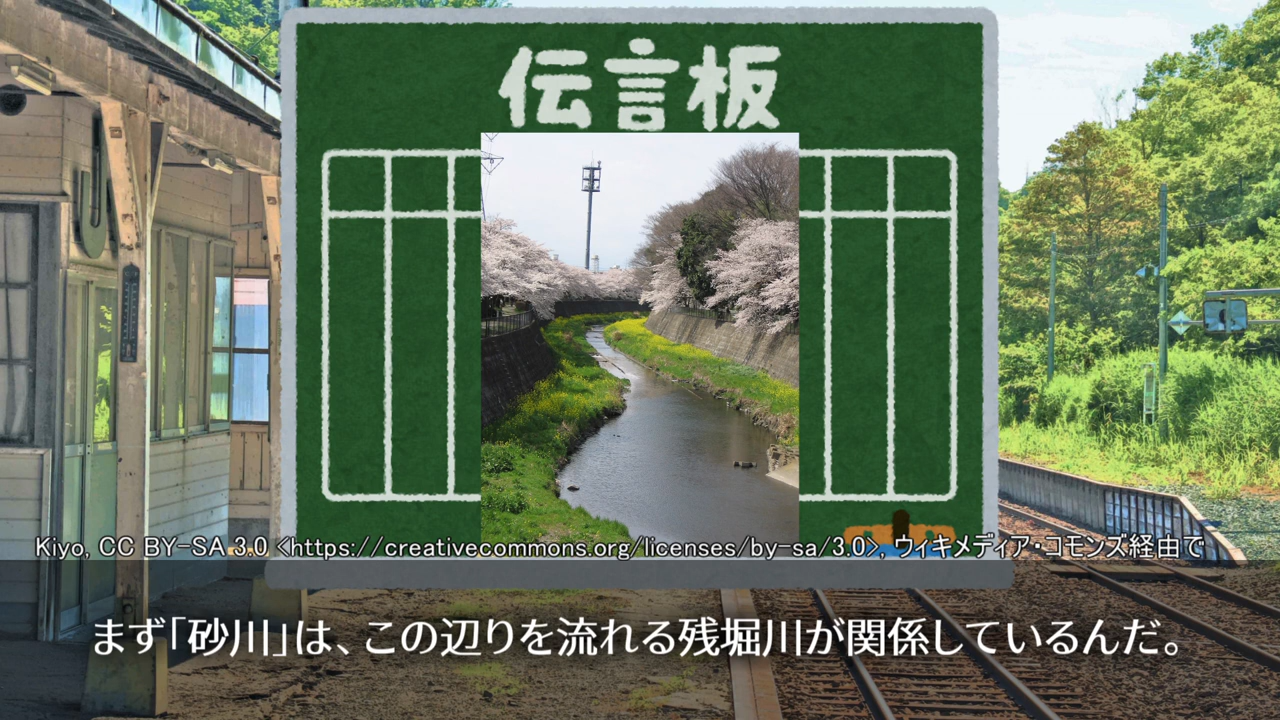 伝言板
Kiyo, CC BY-SA 3.0 <https://creativecommons.org/licenses/by-sa/3.0>, ウィキメディア・コモンズ経由で
まず「砂川」は、この辺りを流れる残堀川が関係しているんだ。